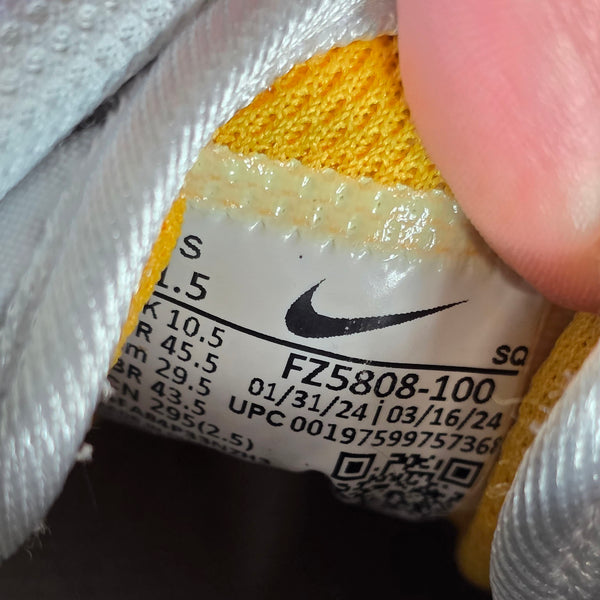 S
1.5
K 10.5
R 45.5
m 29.5
BR 43.5
CN 295(2.5)
SQ
FZ5808-100
01/31/24 | 03/16/24
UPC 00197599757368